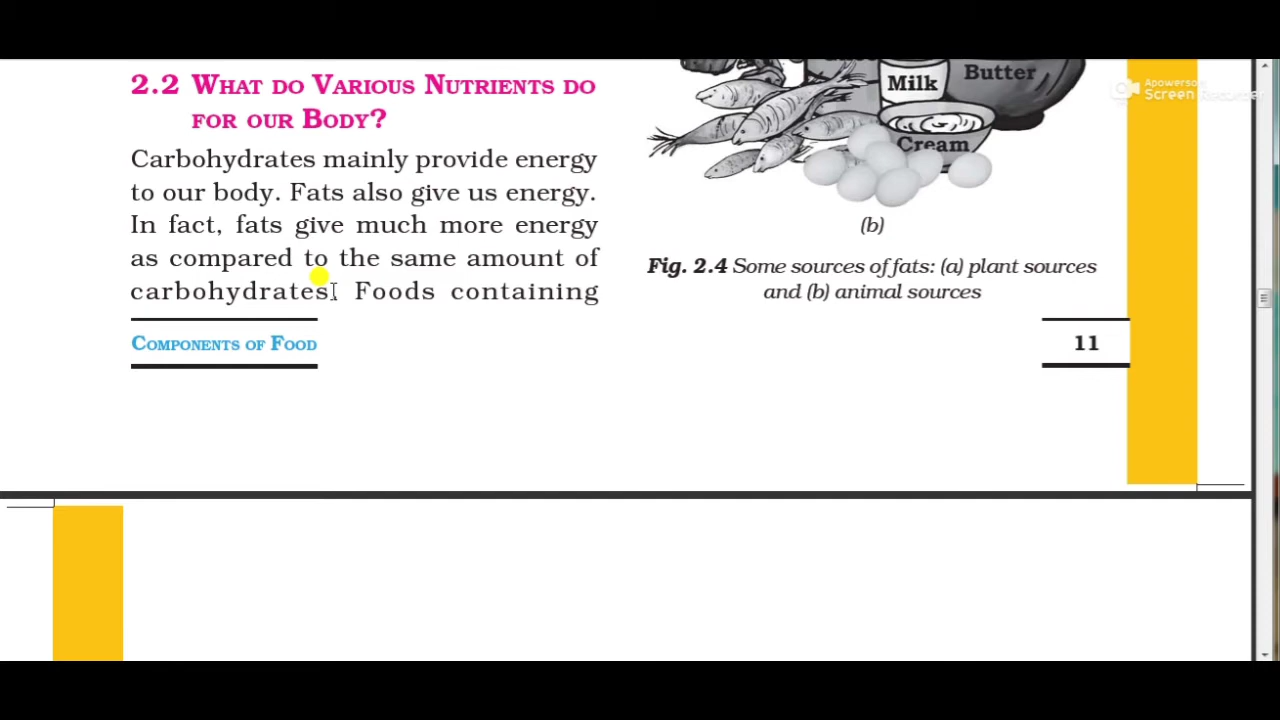 2.2 WHAT DO VARIOUS NUTRIENTS DO
FOR OUR BODY?
Carbohydrates mainly provide energy
to our body. Fats also give us energy.
In fact, fats give much more energy
as compared to the same amount of
carbohydrates. Foods containing
COMPONENTS OF FOOD
Milk
Butter
Cream
(b)
Fig. 2.4 Some sources of fats: (a) plant sources
and (b) animal sources
11
Apowersoft
Screen Recorder